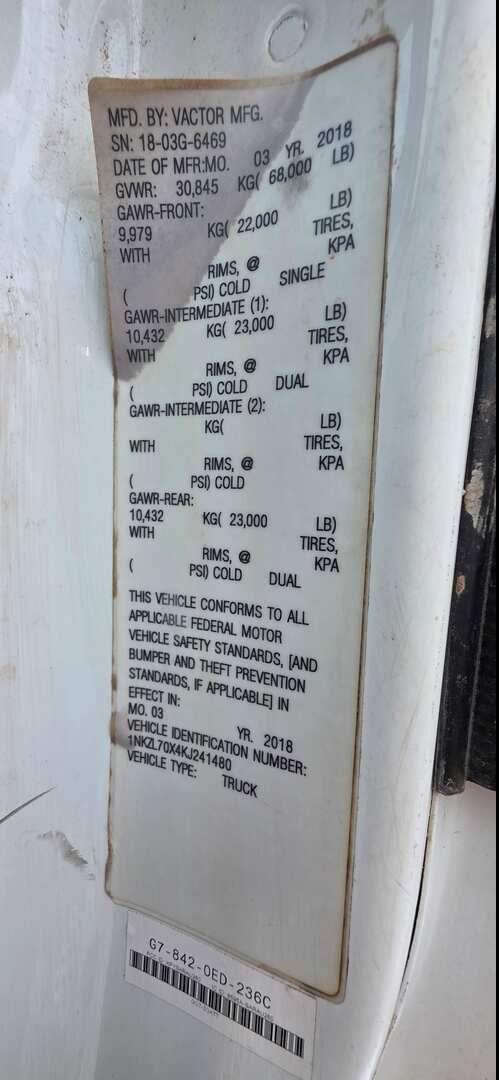 MFD. BY: VACTOR MFG.
SN: 18-03G-6469
DATE OF MFR:MO. 03 YR. 2018
GVWR: 30,845 KG( 68,000 LB)
GAWR-FRONT:
9,979 KG( 22,000 LB)
WITH TIRES,
RIMS, @ KPA
( PSI) COLD SINGLE
GAWR-INTERMEDIATE (1):
10,432 KG( 23,000 LB)
WITH TIRES,
RIMS, @ KPA
( PSI) COLD DUAL
GAWR-INTERMEDIATE (2):
KG( LB)
WITH TIRES,
RIMS, @ KPA
( PSI) COLD
GAWR-REAR:
10,432 KG( 23,000 LB)
WITH TIRES,
RIMS, @ KPA
( PSI) COLD DUAL
THIS VEHICLE CONFORMS TO ALL
APPLICABLE FEDERAL MOTOR
VEHICLE SAFETY STANDARDS, [AND
BUMPER AND THEFT PREVENTION
STANDARDS, IF APPLICABLE] IN
EFFECT IN:
MO. 03 YR. 2018
VEHICLE IDENTIFICATION NUMBER:
1NKZL70X4KJ241480
VEHICLE TYPE: TRUCK
G7-842-0ED-236C